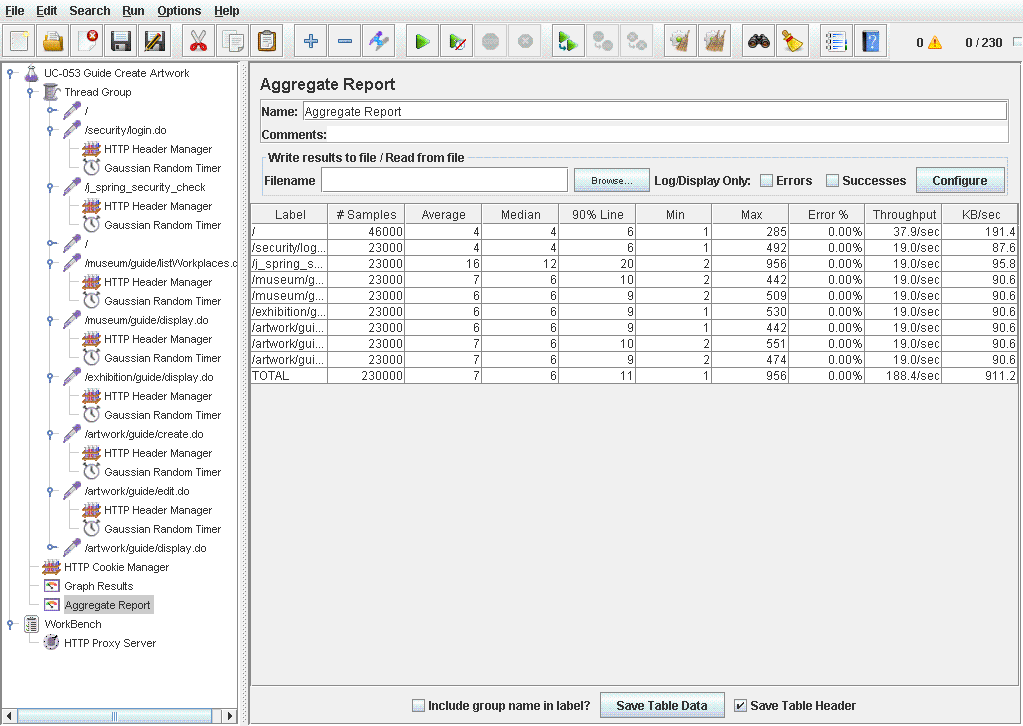 File Edit Search Run Options Help
0 0 / 230
UC-053 Guide Create Artwork
Thread Group
/
/security/login.do
HTTP Header Manager
Gaussian Random Timer
/j_spring_security_check
HTTP Header Manager
Gaussian Random Timer
/
/museum/guide/listWorkplaces.d
HTTP Header Manager
Gaussian Random Timer
/museum/guide/display.do
HTTP Header Manager
Gaussian Random Timer
/exhibition/guide/display.do
HTTP Header Manager
Gaussian Random Timer
/artwork/guide/create.do
HTTP Header Manager
Gaussian Random Timer
/artwork/guide/edit.do
HTTP Header Manager
Gaussian Random Timer
/artwork/guide/display.do
HTTP Cookie Manager
Graph Results
Aggregate Report
WorkBench
HTTP Proxy Server
Aggregate Report
Name: Aggregate Report
Comments:
Write results to file / Read from file
Filename Browse... Log/Display Only: Errors Successes Configure
Label # Samples Average Median 90% Line Min Max Error % Throughput KB/sec
/ 46000 4 4 6 1 285 0.00% 37.9/sec 191.4
/security/log... 23000 4 4 6 1 492 0.00% 19.0/sec 87.6
/j_spring_s... 23000 16 12 20 2 956 0.00% 19.0/sec 95.8
/museum/g... 23000 7 6 10 2 442 0.00% 19.0/sec 90.6
/museum/g... 23000 6 6 9 2 509 0.00% 19.0/sec 90.6
/exhibition/g... 23000 6 6 9 1 530 0.00% 19.0/sec 90.6
/artwork/gui... 23000 6 6 9 1 442 0.00% 19.0/sec 90.6
/artwork/gui... 23000 7 6 10 2 551 0.00% 19.0/sec 90.6
/artwork/gui... 23000 7 6 9 2 474 0.00% 19.0/sec 90.6
TOTAL 230000 7 6 11 1 956 0.00% 188.4/sec 911.2
Include group name in label? Save Table Data Save Table Header